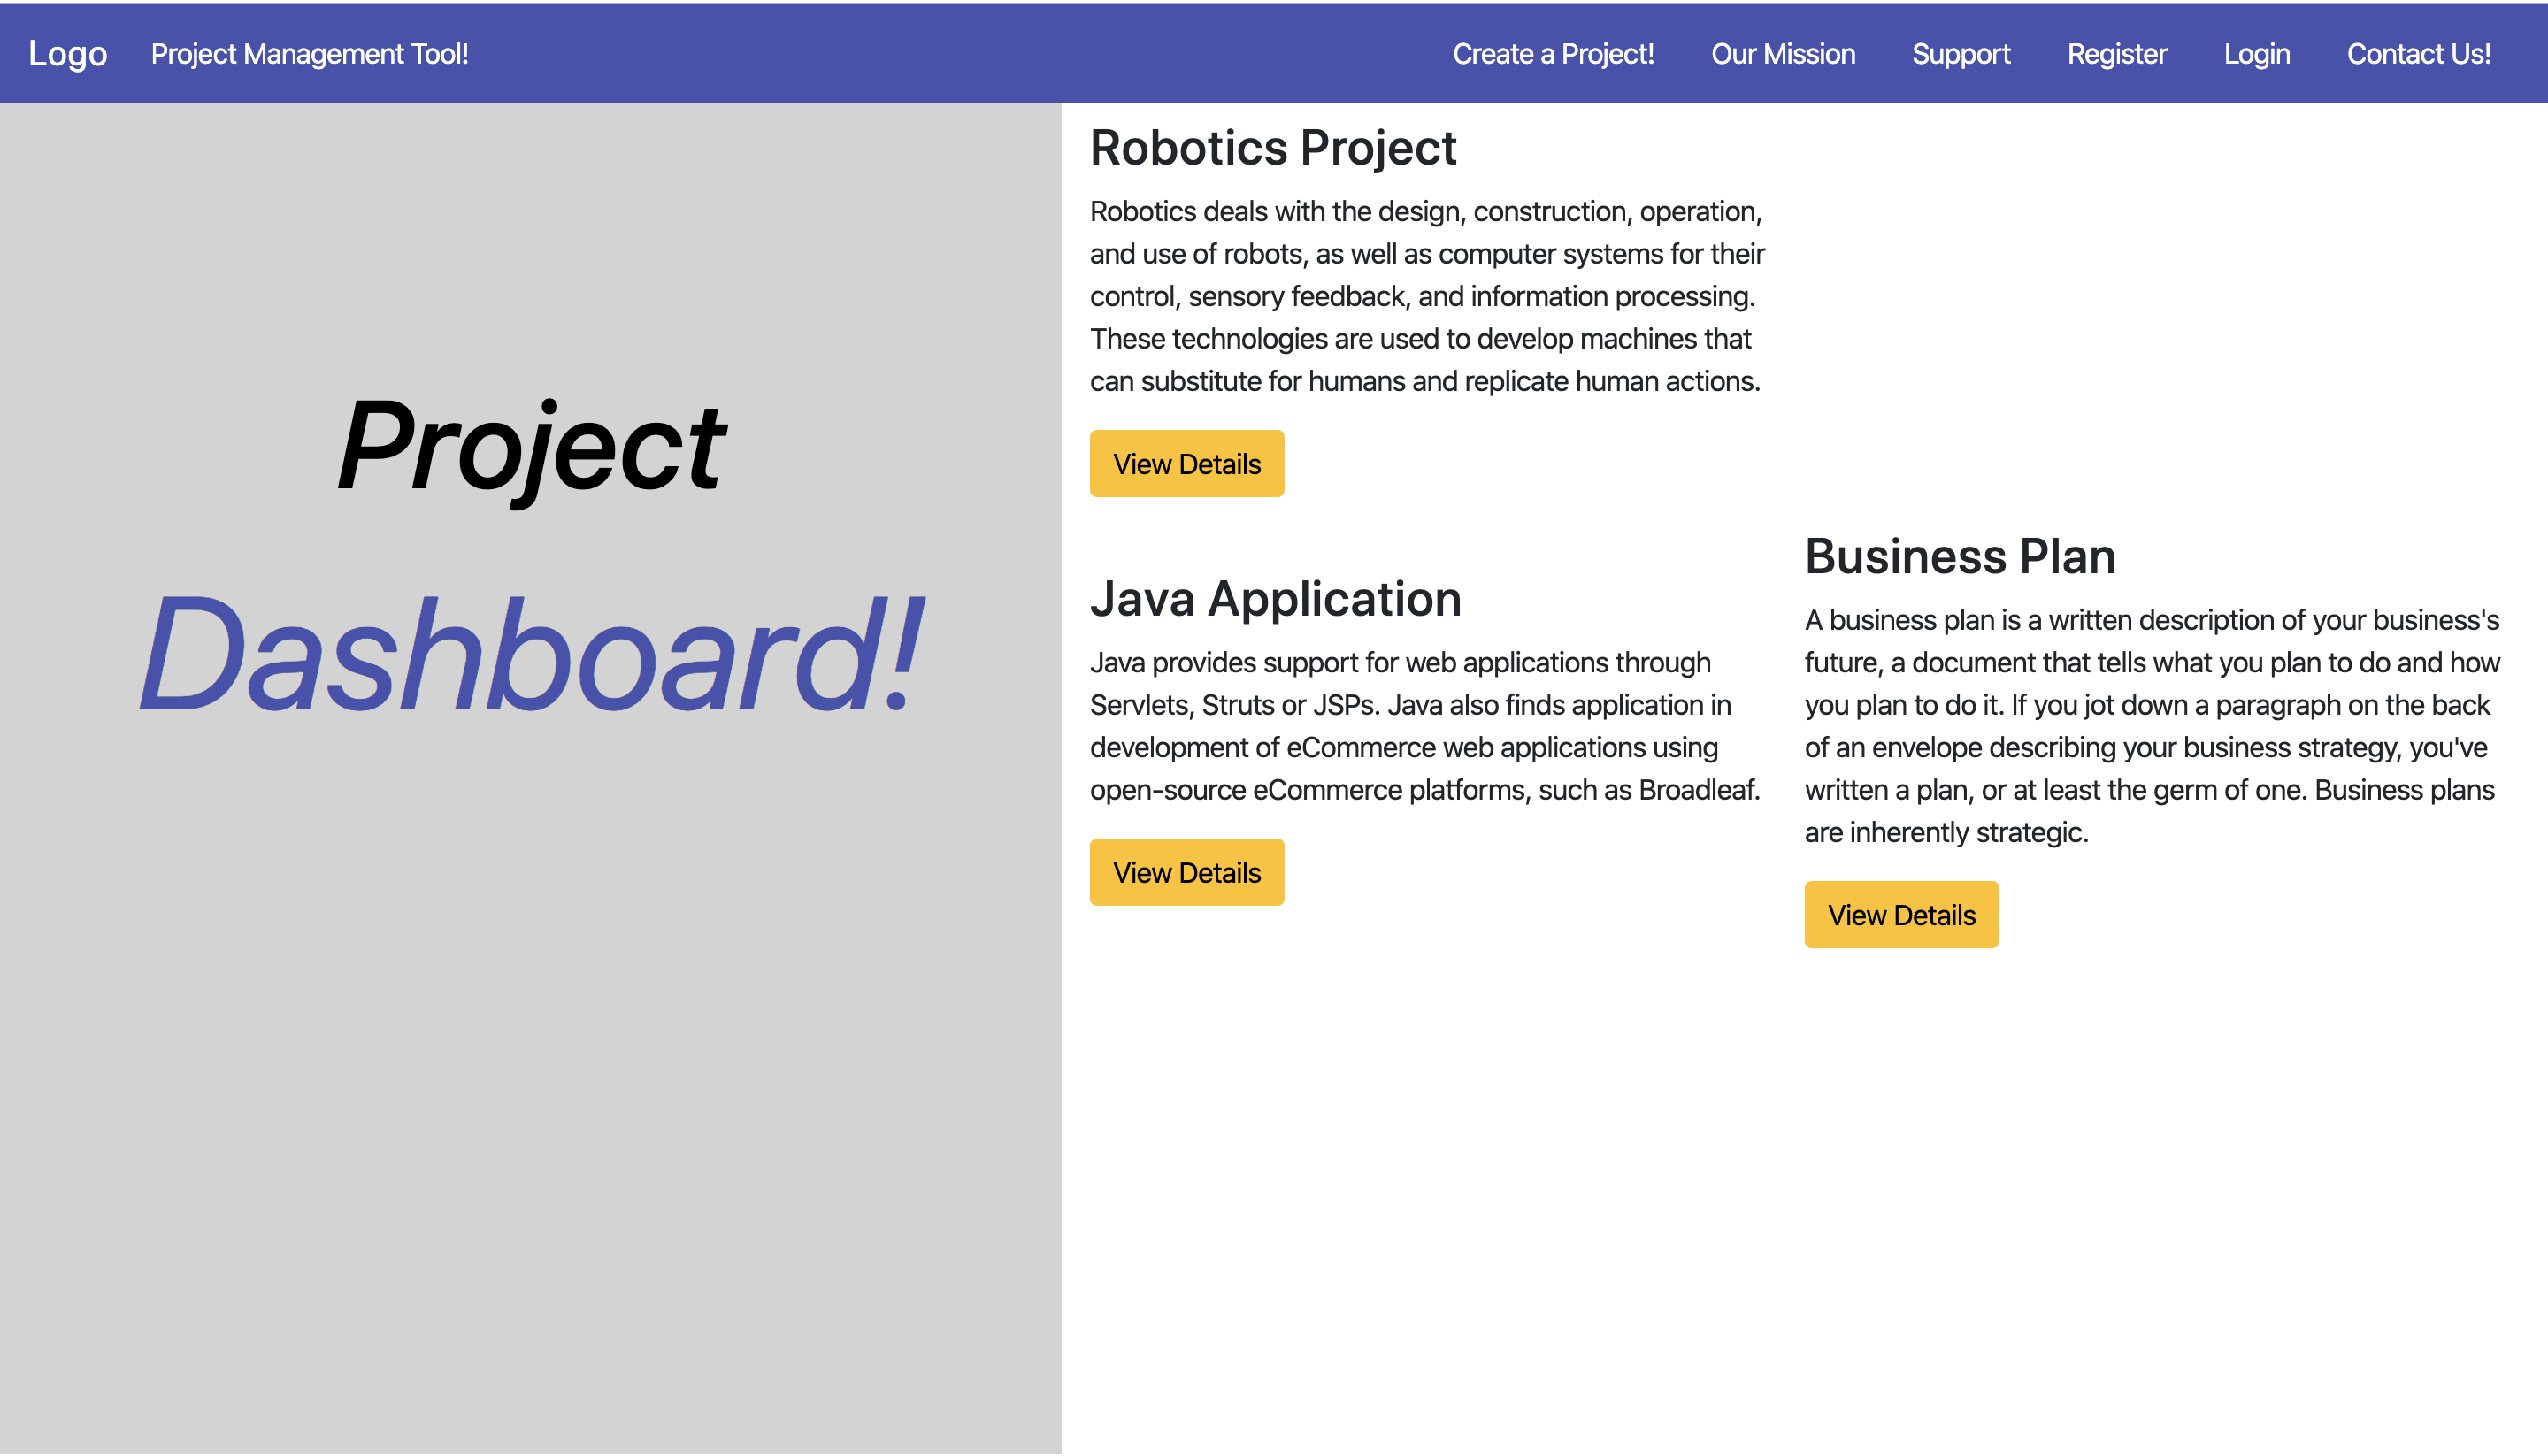 Logo
Project Management Tool!
Create a Project!
Our Mission
Support
Register
Login
Contact Us!
Project
Dashboard!
Robotics Project
Robotics deals with the design, construction, operation,
and use of robots, as well as computer systems for their
control, sensory feedback, and information processing.
These technologies are used to develop machines that
can substitute for humans and replicate human actions.
View Details
Java Application
Java provides support for web applications through
Servlets, Struts or JSPs. Java also finds application in
development of eCommerce web applications using
open-source eCommerce platforms, such as Broadleaf.
View Details
Business Plan
A business plan is a written description of your business's
future, a document that tells what you plan to do and how
you plan to do it. If you jot down a paragraph on the back
of an envelope describing your business strategy, you've
written a plan, or at least the germ of one. Business plans
are inherently strategic.
View Details